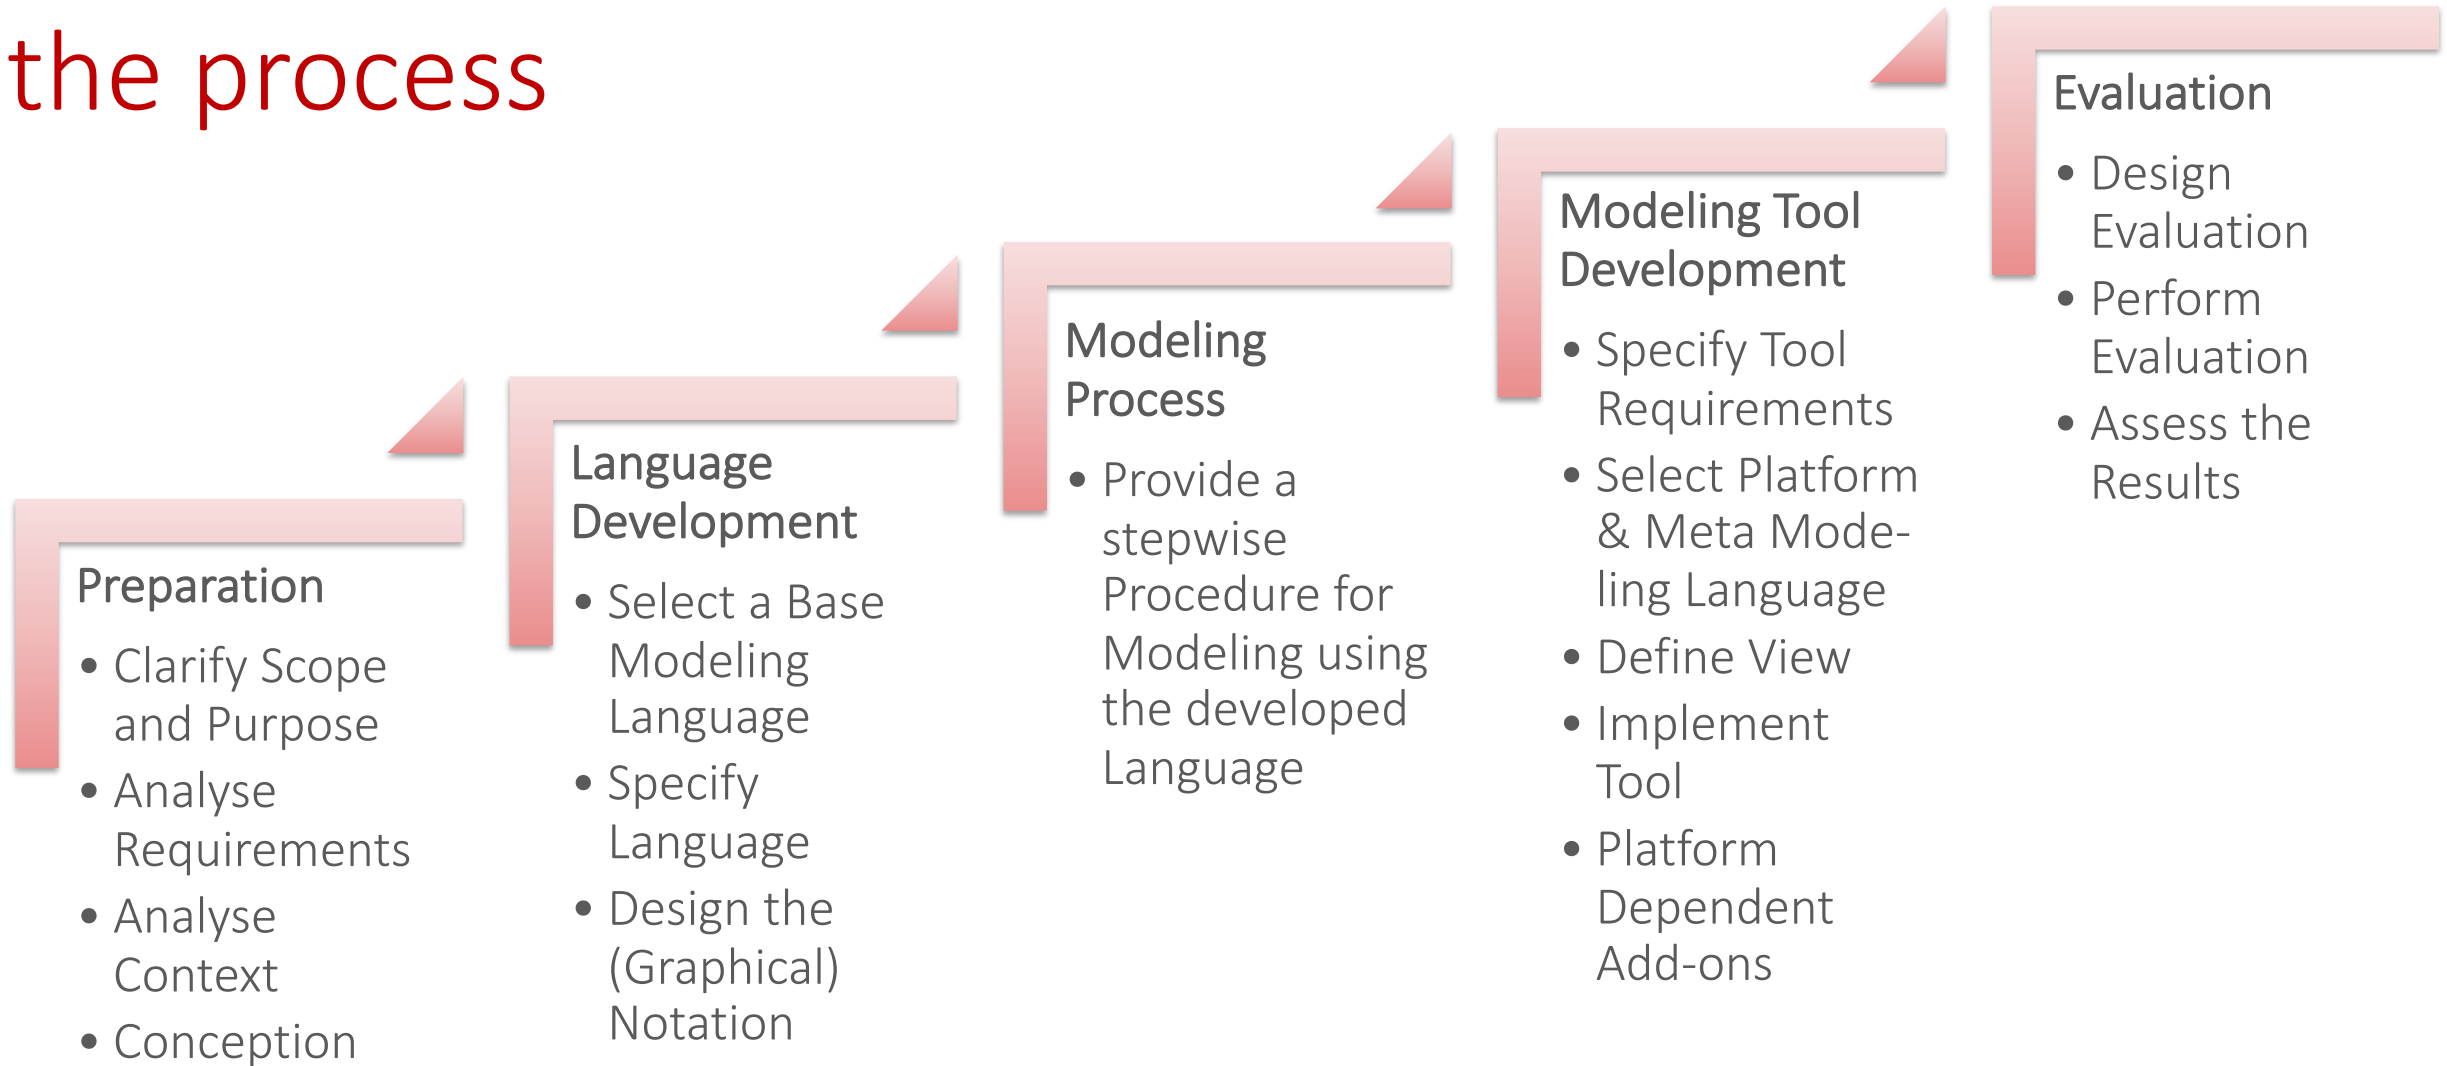 the process
Preparation
• Clarify Scope
and Purpose
• Analyse
Requirements
• Analyse
Context
• Conception
Language
Development
• Select a Base
Modeling
Language
• Specify
Language
• Design the
(Graphical)
Notation
Modeling
Process
• Provide a
stepwise
Procedure for
Modeling using
the developed
Language
Modeling Tool
Development
• Specify Tool
Requirements
• Select Platform
& Meta Mode-
ling Language
• Define View
• Implement
Tool
• Platform
Dependent
Add-ons
Evaluation
• Design
Evaluation
• Perform
Evaluation
• Assess the
Results